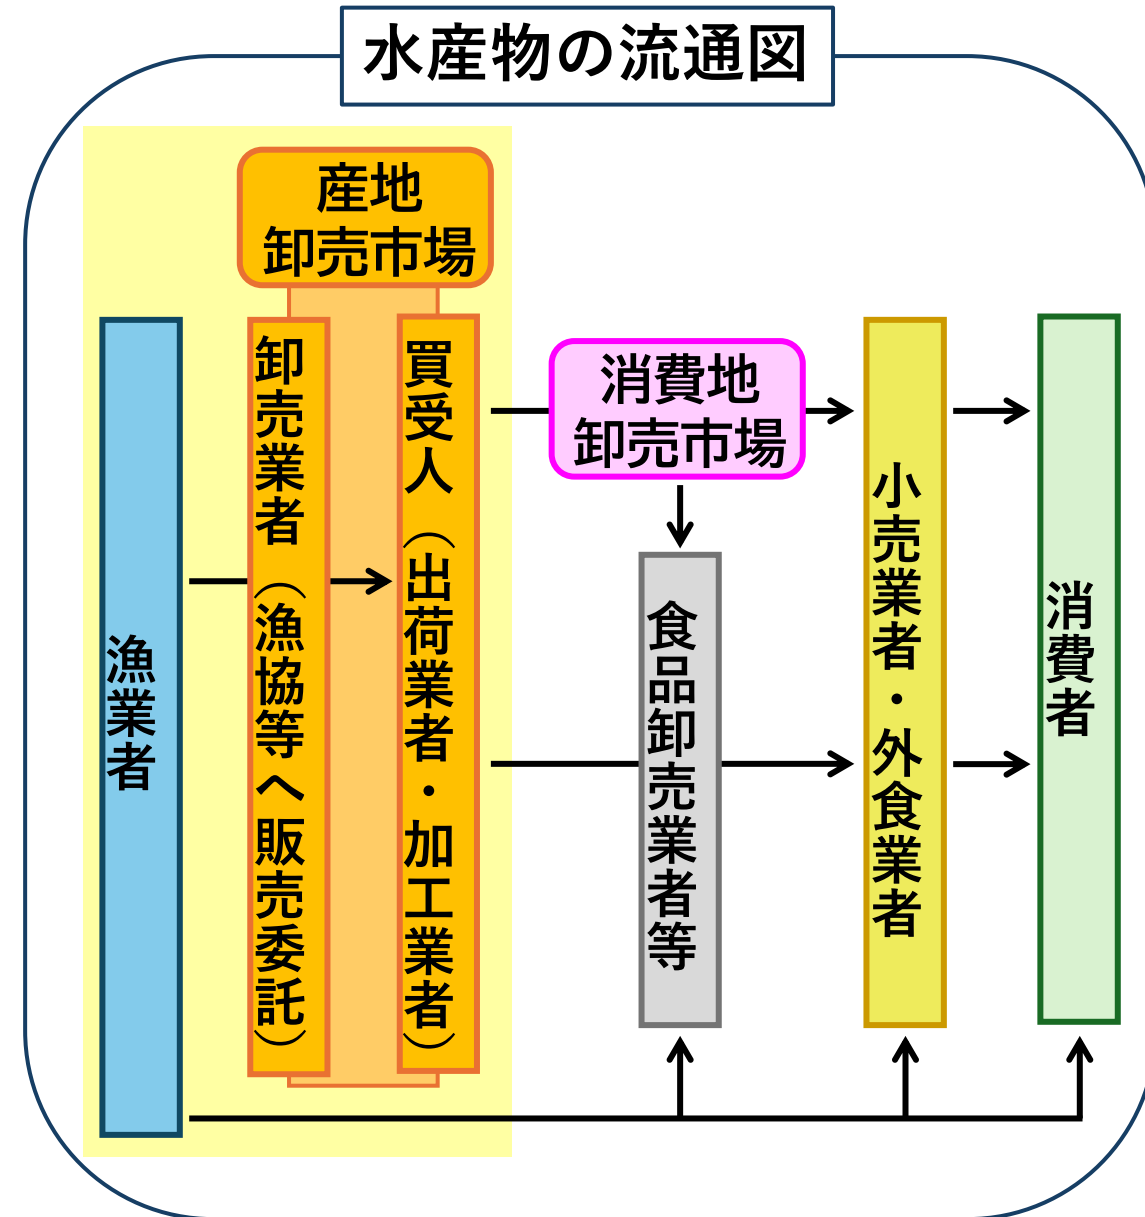 水産物の流通図
産地
卸売市場
漁業者
卸売業者（漁協等へ販売委託）
買受人（出荷業者・加工業者）
消費地
卸売市場
食品卸売業者等
小売業者・外食業者
消費者